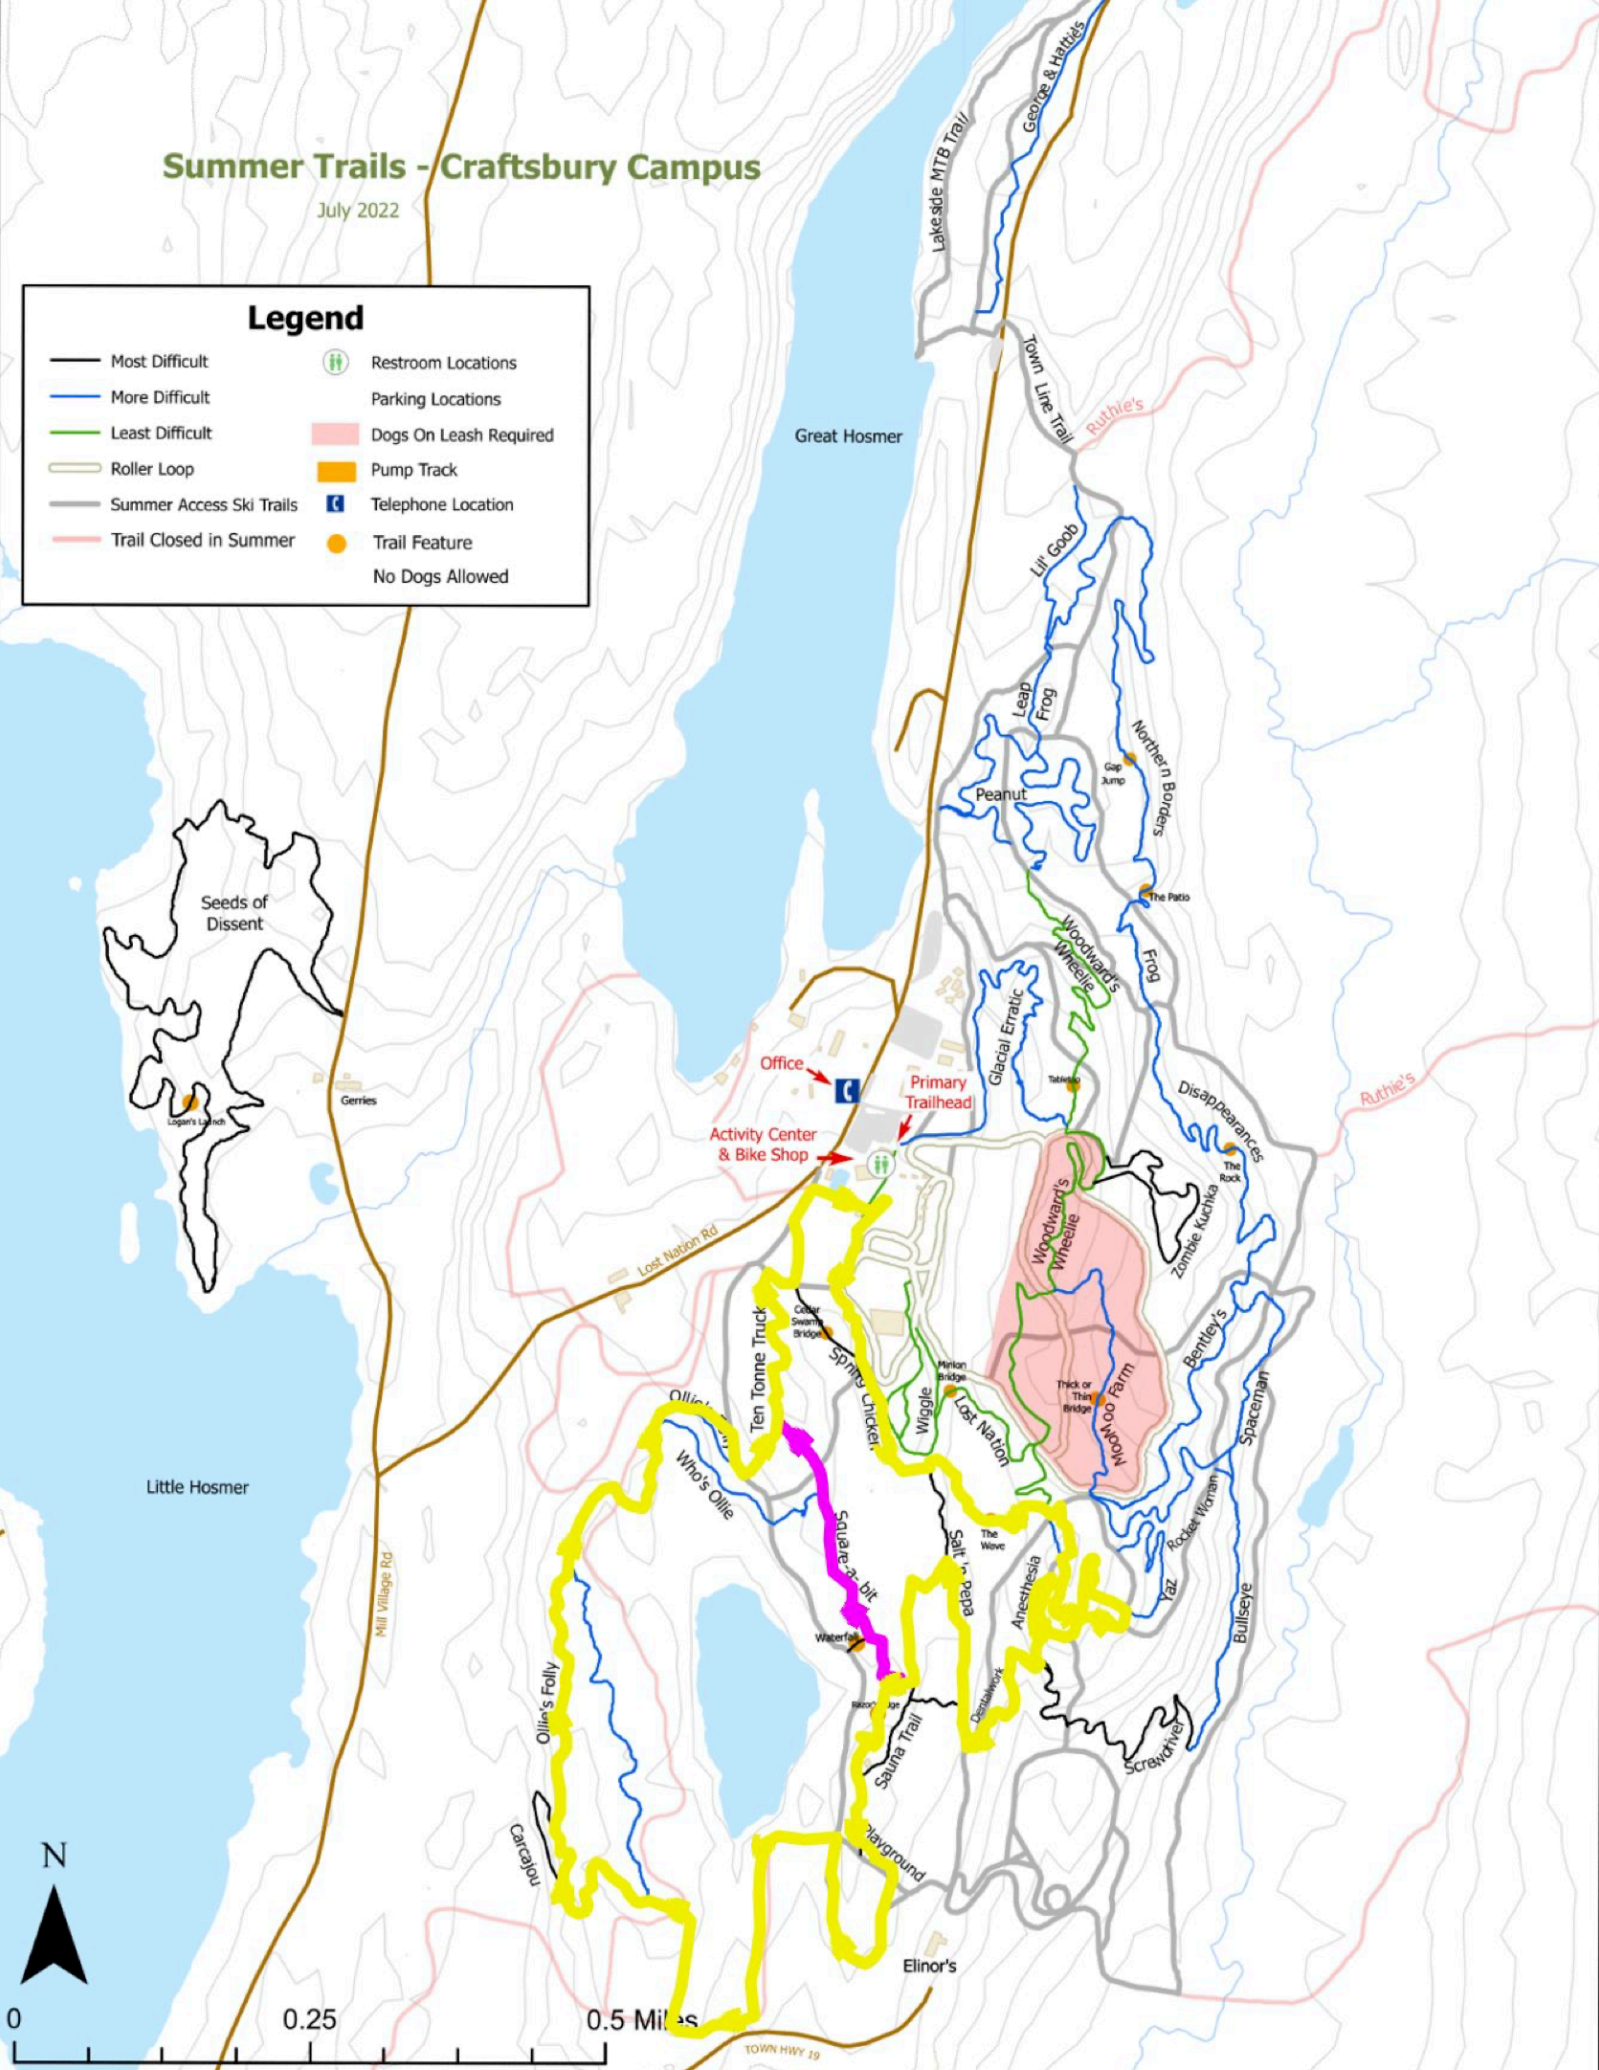 George & Hattie's
Lakeside MTB Trail
Summer Trails - Craftsbury Campus
July 2022
Legend
Most Difficult
More Difficult
Least Difficult
Roller Loop
Summer Access Ski Trails
Trail Closed in Summer
Restroom Locations
Parking Locations
Dogs On Leash Required
Pump Track
Telephone Location
Trail Feature
No Dogs Allowed
Town Line Trail
Ruthie's
Great Hosmer
Lil' Goob
Leap
Frog
Northern Borders
Gap
Jump
Peanut
The Patio
Seeds of
Dissent
Woodward's
Wheelie
Frog
Glacial Erratic
Office
Primary
Trailhead
Tabletop
Disappearances
Ruthie's
Gerries
Logan's Launch
Activity Center
& Bike Shop
The
Rock
Woodward's
Wheelie
Zombie Kuchka
Lost Nation Rd
Cedar
Swamp
Bridge
Ten Tonne Truck
Spring Chicken
Minion
Bridge
Wiggle
Lost Nation
Thick or
Thin
Bridge
MooMoo Farm
Bentley's
Spaceman
Who's Ollie
Little Hosmer
Square-a-bit
The
Wave
Salt 'n Pepa
Rocket Woman
Anesthesia
Yaz
Bullseye
Mill Village Rd
Waterfall
Ollie's Folly
Dentalwork
Sauna Trail
Screwdriver
Carcajou
Playground
N
Elinor's
0
0.25
0.5 Miles
TOWN HWY 19